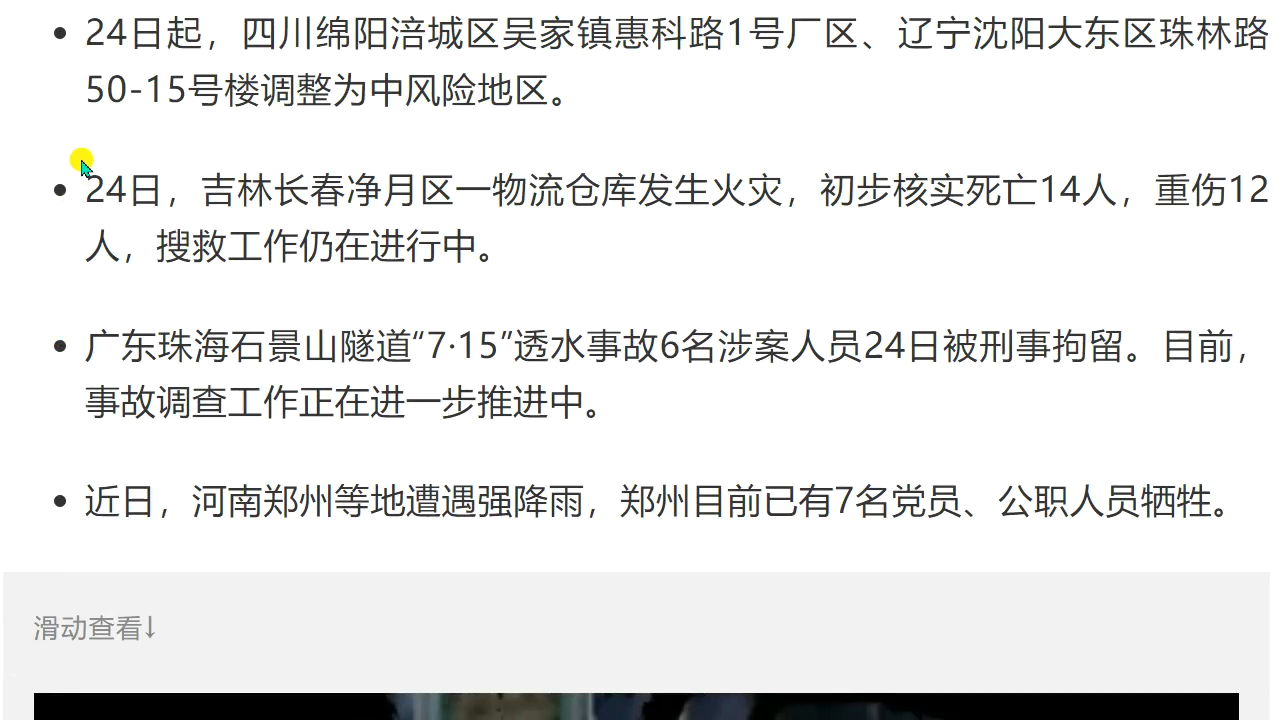 24日起，四川绵阳涪城区吴家镇惠科路1号厂区、辽宁沈阳大东区珠林路
50-15号楼调整为中风险地区。
24日，吉林长春净月区一物流仓库发生火灾，初步核实死亡14人，重伤12
人，搜救工作仍在进行中。
广东珠海石景山隧道“7·15”透水事故6名涉案人员24日被刑事拘留。目前，
事故调查工作正在进一步推进中。
近日，河南郑州等地遭遇强降雨，郑州目前已有7名党员、公职人员牺牲。
滑动查看↓